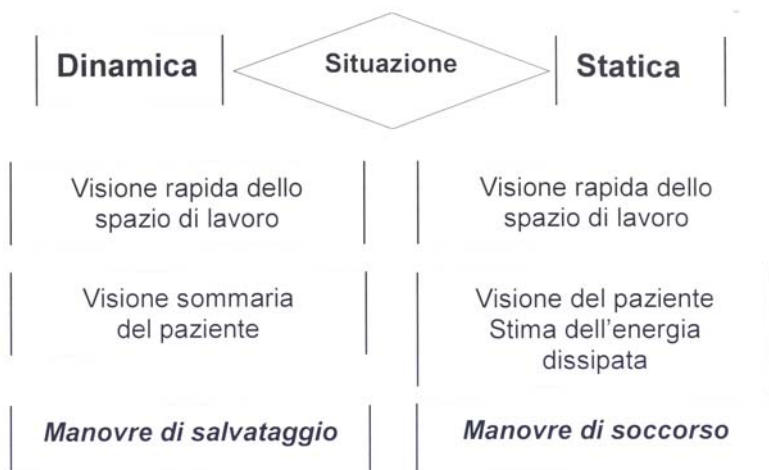 Dinamica
Situazione
Statica
Visione rapida dello
spazio di lavoro
Visione rapida dello
spazio di lavoro
Visione sommaria
del paziente
Visione del paziente
Stima dell'energia
dissipata
Manovre di salvataggio
Manovre di soccorso